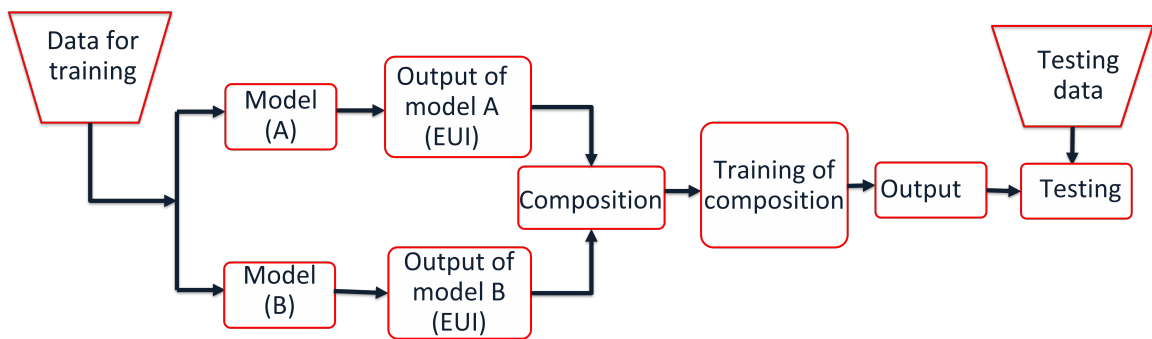 Data for
training
Model
(A)
Output of
model A
(EUI)
Model
(B)
Output of
model B
(EUI)
Composition
Training of
composition
Output
Testing
data
Testing